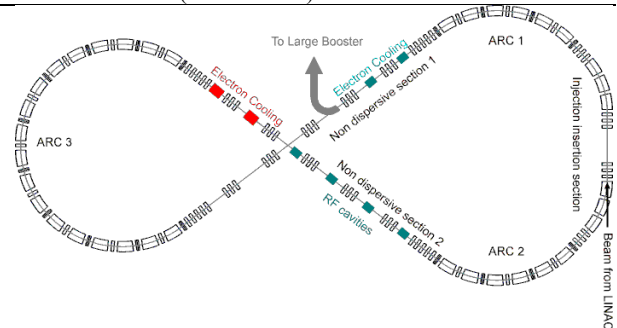 To Large Booster
Electron Cooling
ARC 1
Electron Cooling
Non dispersive section 1
Injection insertion section
ARC 3
Non dispersive section 2
RF cavities
ARC 2
Beam from LINAC